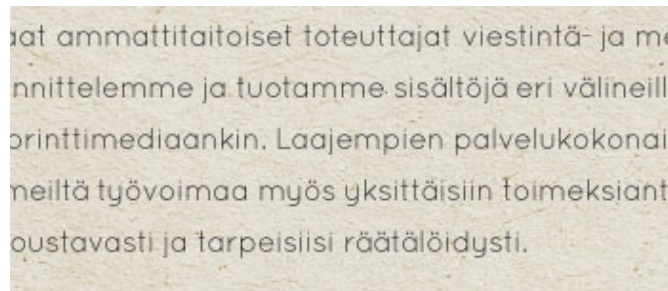 aat ammattitaitoiset toteuttajat viestintä- ja me
nnittelemme ja tuotamme sisältöjä eri välineill
printtimediaankin. Laajempien palvelukokonai
meiltä työvoimaa myös yksittäisiin toimeksiant
oustavasti ja tarpeisiisi räätälöidysti.